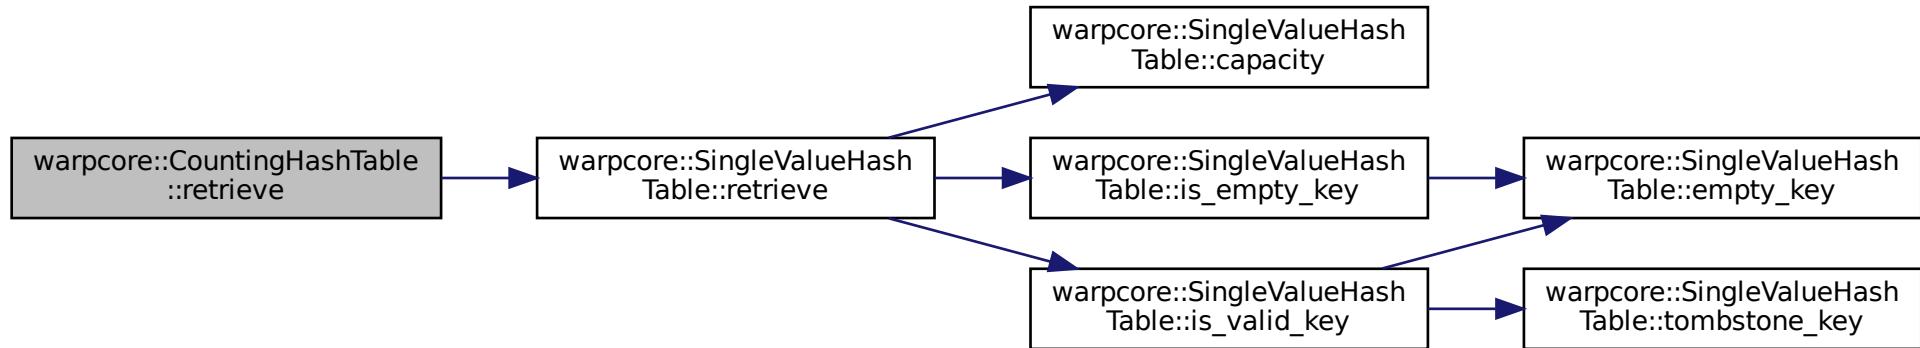 warpcore::SingleValueHash
Table::capacity
warpcore::CountingHashTable
::retrieve
warpcore::SingleValueHash
Table::retrieve
warpcore::SingleValueHash
Table::is_empty_key
warpcore::SingleValueHash
Table::empty_key
warpcore::SingleValueHash
Table::is_valid_key
warpcore::SingleValueHash
Table::tombstone_key